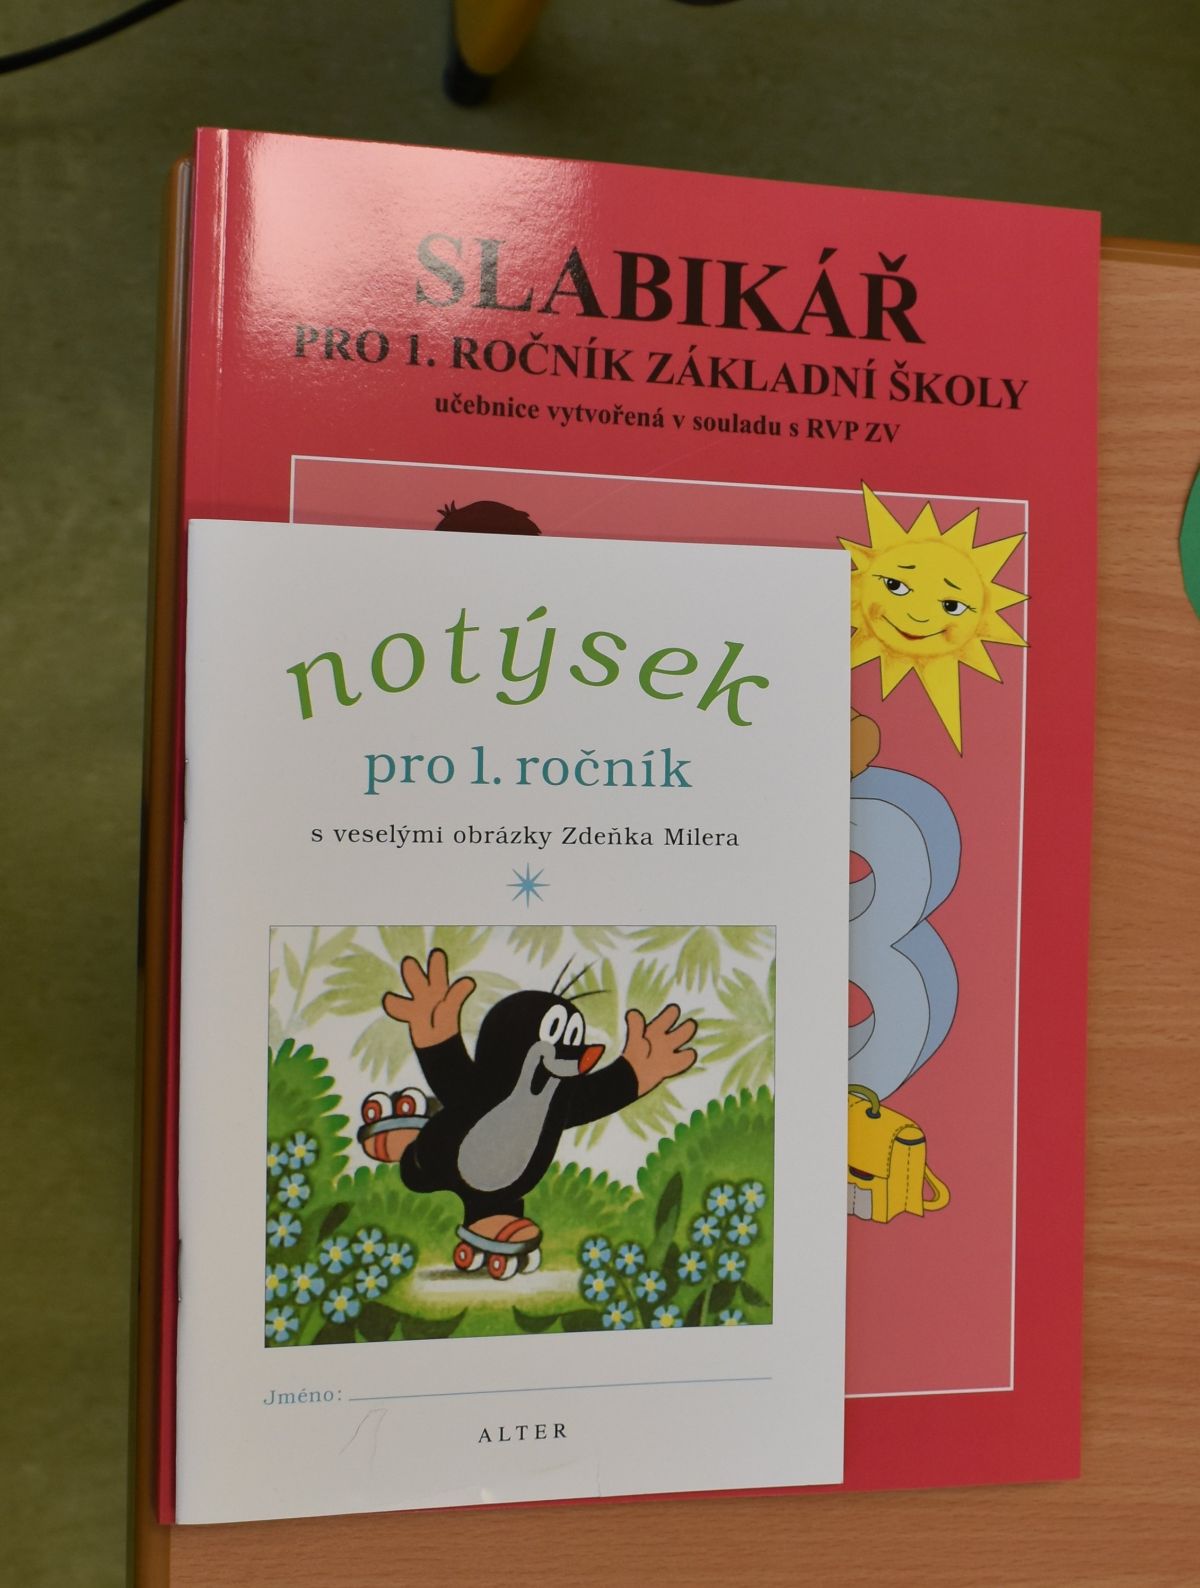 SLABIKÁŘ
PRO 1. ROČNÍK ZÁKLADNÍ ŠKOLY
učebnice vytvořená v souladu s RVP ZV
notýsek
pro 1. ročník
s veselými obrázky Zdeňka Milera
Jméno:
ALTER